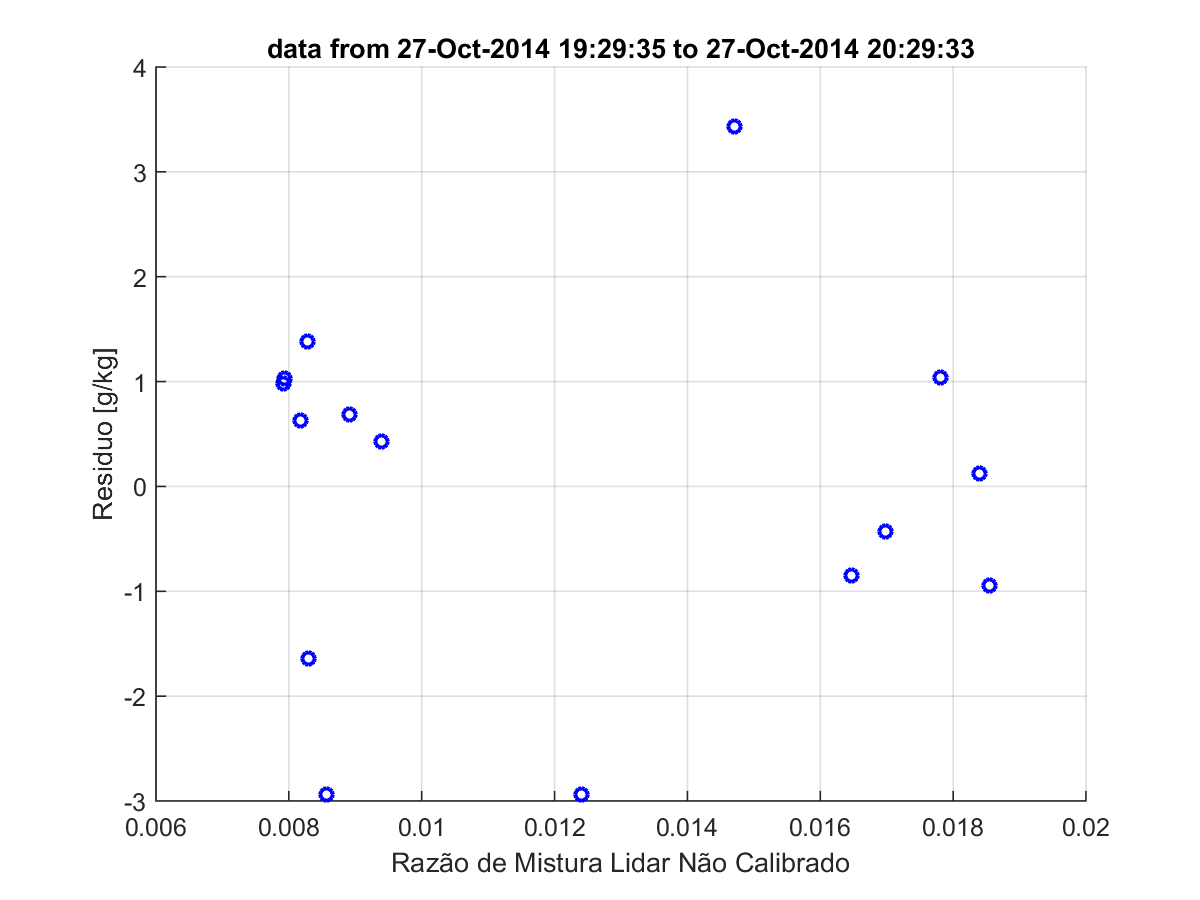 data from 27-Oct-2014 19:29:35 to 27-Oct-2014 20:29:33
4
3
2
1
0
-1
-2
-3
Residuo [g/kg]
0.006 0.008 0.01 0.012 0.014 0.016 0.018 0.02
Razão de Mistura Lidar Não Calibrado